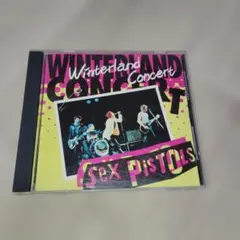 WINTERLAND
CONCERT
Winterland
Concert
SEX PISTOLS